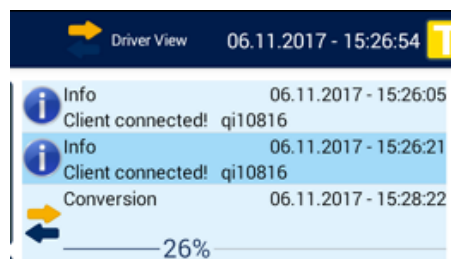 Driver View 06.11.2017 - 15:26:54 T
Info 06.11.2017 - 15:26:05
Client connected! qi10816
Info 06.11.2017 - 15:26:21
Client connected! qi10816
Conversion 06.11.2017 - 15:28:22
26%